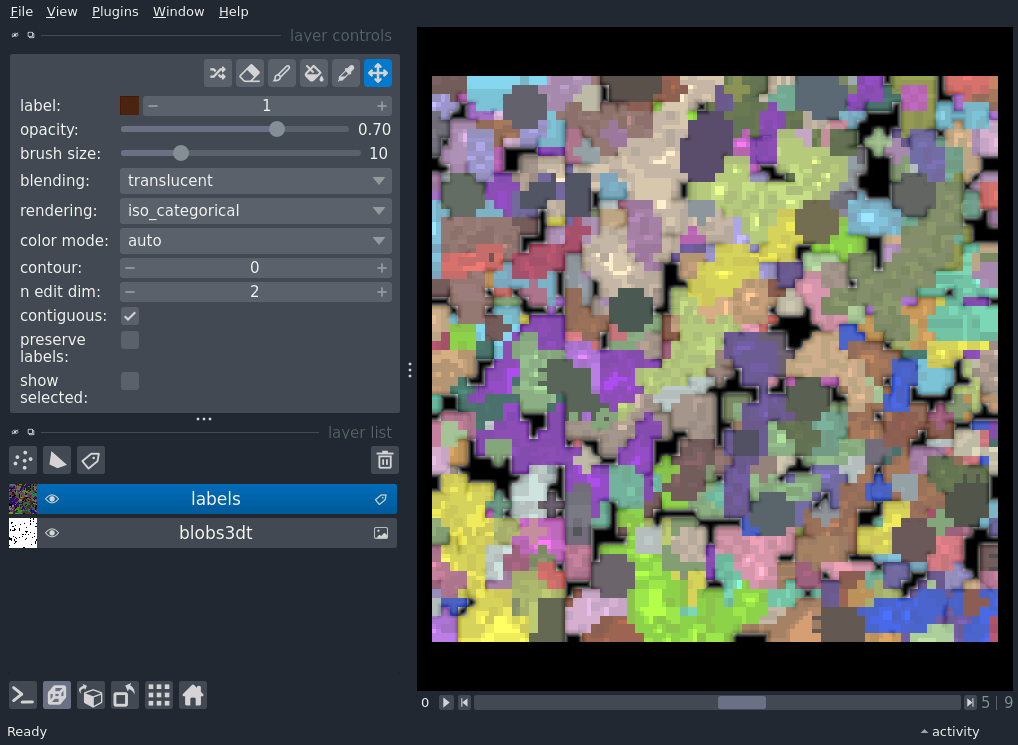 File View Plugins Window Help
layer controls
label: 1
opacity: 0.70
brush size: 10
blending: translucent
rendering: iso_categorical
color mode: auto
contour: 0
n edit dim: 2
contiguous:
preserve
labels:
show
selected:
layer list
labels
blobs3dt
0 5 | 9
Ready activity